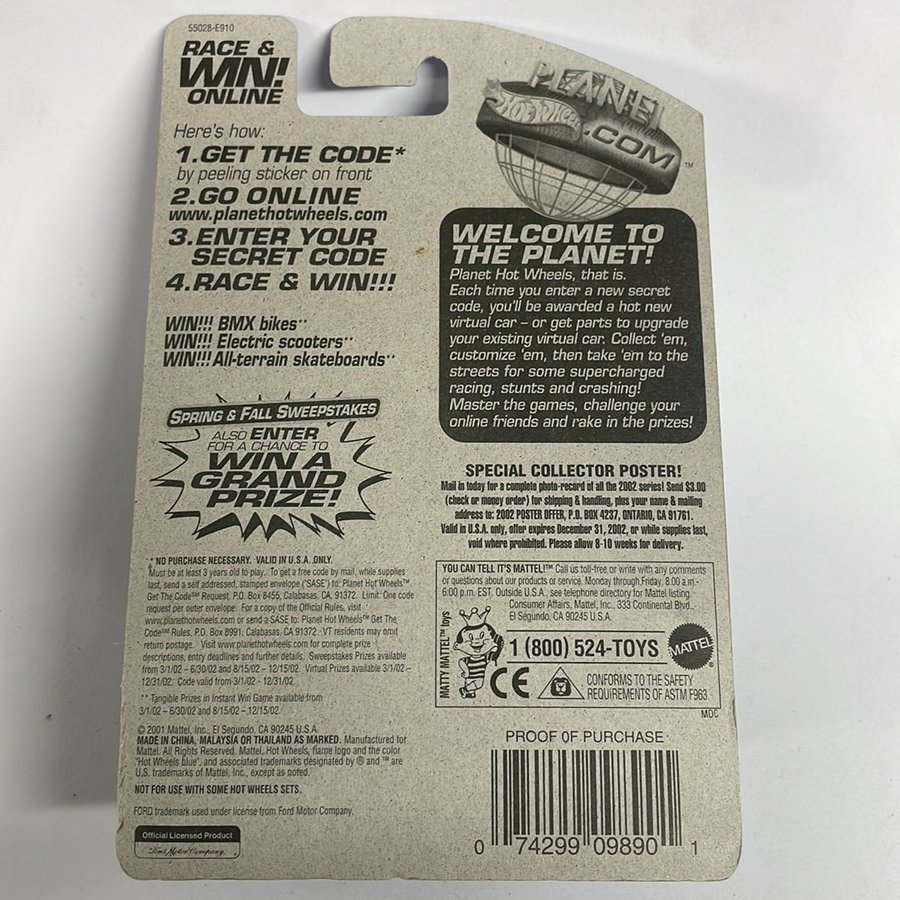 55028-E910
RACE &
WIN!
ONLINE
Here's how:
1.GET THE CODE*
by peeling sticker on front
2.GO ONLINE
www.planethotwheels.com
3.ENTER YOUR
SECRET CODE
4.RACE & WIN!!!
WIN!!! BMX bikes**
WIN!!! Electric scooters**
WIN!!! All-terrain skateboards**
SPRING & FALL SWEEPSTAKES
ALSO ENTER
FOR A CHANCE TO
WIN A
GRAND
PRIZE!
* NO PURCHASE NECESSARY. VALID IN U.S.A. ONLY.
Must be at least 3 years old to play. To get a free code by mail, while supplies
last, send a self addressed, stamped envelope ("SASE") to: Planet Hot Wheels™
Get The Code℠ Request, P.O. Box 8455, Calabasas, CA. 91372. Limit: One code
request per outer envelope. For a copy of the Official Rules, visit
www.planethotwheels.com or send a SASE to: Planet Hot Wheels™ Get The
Code℠ Rules, P.O. Box 8991, Calabasas, CA 91372. VT residents may omit
return postage. Visit www.planethotwheels.com for complete prize
descriptions, entry deadlines and further details. Sweepstakes Prizes available
from 3/1/02 – 6/30/02 and 8/15/02 – 12/15/02. Virtual Prizes available 3/1/02 –
12/31/02. Code valid from 3/1/02 - 12/31/02.
** Tangible Prizes in Instant Win Game available from
3/1/02 – 6/30/02 and 8/15/02 – 12/15/02.
© 2001 Mattel, Inc., El Segundo, CA 90245 U.S.A.
MADE IN CHINA, MALAYSIA OR THAILAND AS MARKED. Manufactured for
Mattel. All Rights Reserved. Mattel, Hot Wheels, flame logo and the color
"Hot Wheels blue", and associated trademarks designated by ® and ™ are
U.S. trademarks of Mattel, Inc., except as noted.
NOT FOR USE WITH SOME HOT WHEELS SETS.
FORD trademark used under license from Ford Motor Company.
Official Licensed Product
Ford Motor Company
PLANET
HOT WHEELS
.COM
™
WELCOME TO
THE PLANET!
Planet Hot Wheels, that is.
Each time you enter a new secret
code, you'll be awarded a hot new
virtual car – or get parts to upgrade
your existing virtual car. Collect 'em,
customize 'em, then take 'em to the
streets for some supercharged
racing, stunts and crashing!
Master the games, challenge your
online friends and rake in the prizes!
SPECIAL COLLECTOR POSTER!
Mail in today for a complete photo-record of all the 2002 series! Send $3.00
(check or money order) for shipping & handling, plus your name & mailing
address to: 2002 POSTER OFFER, P.O. BOX 4237, ONTARIO, CA 91761.
Valid in U.S.A. only, offer expires December 31, 2002, or while supplies last,
void where prohibited. Please allow 8-10 weeks for delivery.
YOU CAN TELL IT'S MATTEL!™ Call us toll-free or write with any comments
or questions about our products or service. Monday through Friday, 8:00 a.m.-
6:00 p.m. EST. Outside U.S.A., see telephone directory for Mattel listing.
Consumer Affairs, Mattel, Inc., 333 Continental Blvd.,
El Segundo, CA 90245 U.S.A.
MATTY MATTEL™ toys
1 (800) 524-TOYS
MATTEL
CE
CONFORMS TO THE SAFETY
REQUIREMENTS OF ASTM F963.
MDC
PROOF OF PURCHASE
0 74299 09890 1